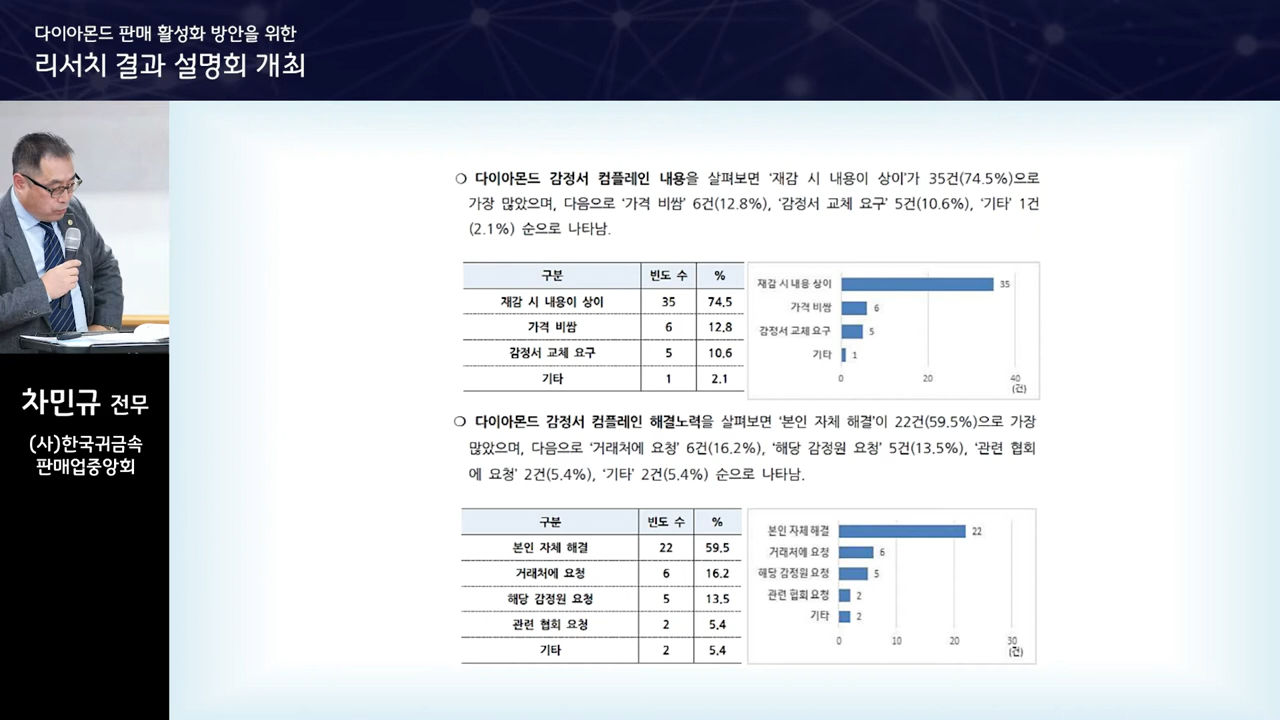 다이아몬드 판매 활성화 방안을 위한
리서치 결과 설명회 개최
차민규 전무
(사)한국귀금속
판매업중앙회
❍ 다이아몬드 감정서 컴플레인 내용을 살펴보면 ‘재감 시 내용이 상이’가 35건(74.5%)으로
가장 많았으며, 다음으로 ‘가격 비쌈’ 6건(12.8%), ‘감정서 교체 요구’ 5건(10.6%), ‘기타’ 1건
(2.1%) 순으로 나타남.
구분 빈도 수 %
재감 시 내용이 상이 35 74.5
가격 비쌈 6 12.8
감정서 교체 요구 5 10.6
기타 1 2.1
재감 시 내용 상이 35
가격 비쌈 6
감정서 교체 요구 5
기타 1
0 20 40
(건)
❍ 다이아몬드 감정서 컴플레인 해결노력을 살펴보면 ‘본인 자체 해결’이 22건(59.5%)으로 가장
많았으며, 다음으로 ‘거래처에 요청’ 6건(16.2%), ‘해당 감정원 요청’ 5건(13.5%), ‘관련 협회
에 요청’ 2건(5.4%), ‘기타’ 2건(5.4%) 순으로 나타남.
구분 빈도 수 %
본인 자체 해결 22 59.5
거래처에 요청 6 16.2
해당 감정원 요청 5 13.5
관련 협회 요청 2 5.4
기타 2 5.4
본인 자체 해결 22
거래처에 요청 6
해당 감정원 요청 5
관련 협회 요청 2
기타 2
0 10 20 30
(건)